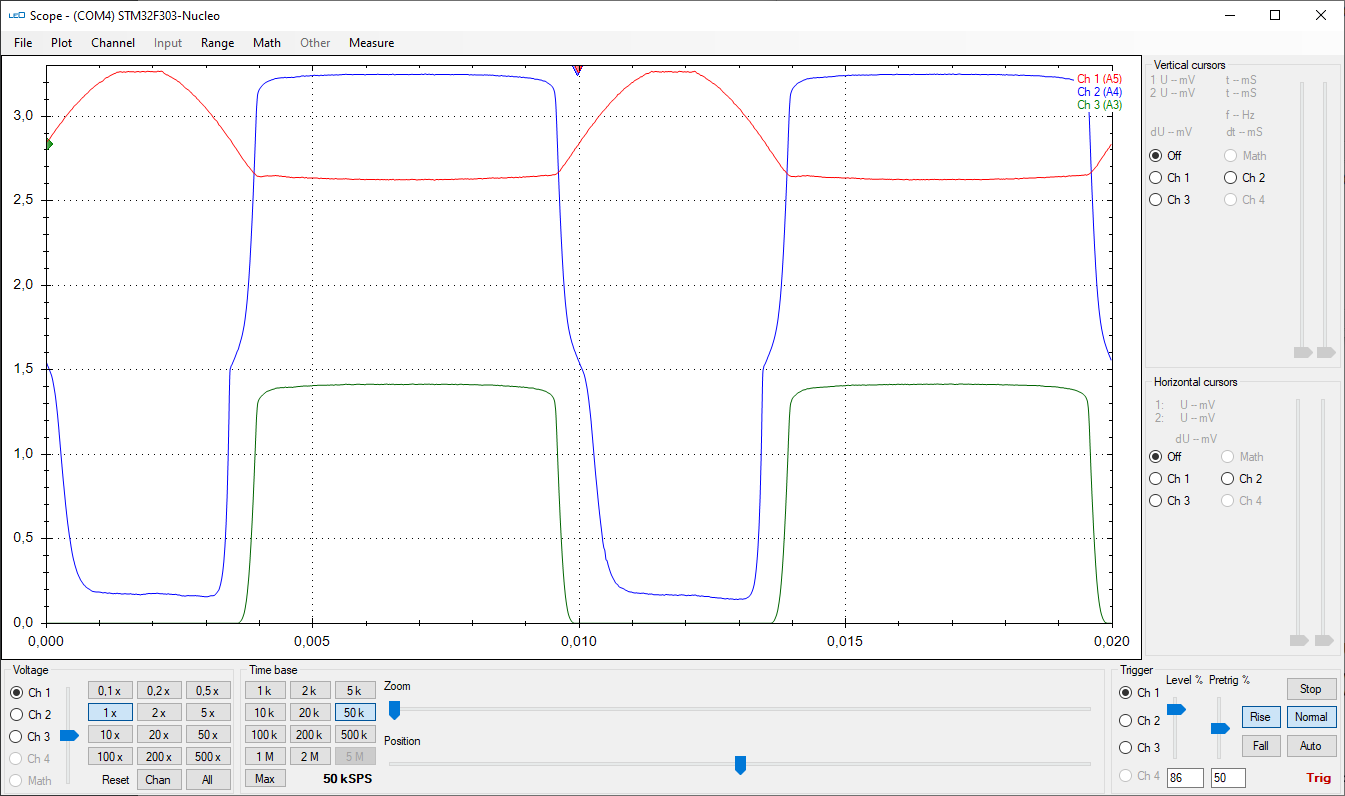 LEO Scope - (COM4) STM32F303-Nucleo
File Plot Channel Input Range Math Other Measure
Ch 1 (A5)
Ch 2 (A4)
Ch 3 (A3)
3,0
2,5
2,0
1,5
1,0
0,5
0,0
0,000 0,005 0,010 0,015 0,020
Vertical cursors
1 U -- mV t -- mS
2 U -- mV t -- mS
f -- Hz
dU -- mV dt -- mS
Off Math
Ch 1 Ch 2
Ch 3 Ch 4
Horizontal cursors
1: U -- mV
2: U -- mV
dU -- mV
Off Math
Ch 1 Ch 2
Ch 3 Ch 4
Voltage
Ch 1 0,1 x 0,2 x 0,5 x
Ch 2 1 x 2 x 5 x
Ch 3 10 x 20 x 50 x
Ch 4 100 x 200 x 500 x
Math Reset Chan All
Time base
1 k 2 k 5 k
10 k 20 k 50 k
100 k 200 k 500 k
1 M 2 M 5 M
Max 50 kSPS
Zoom
Position
Trigger
Level % Pretrig %
Ch 1 Stop
Ch 2 Rise Normal
Ch 3 Fall Auto
Ch 4 86 50 Trig